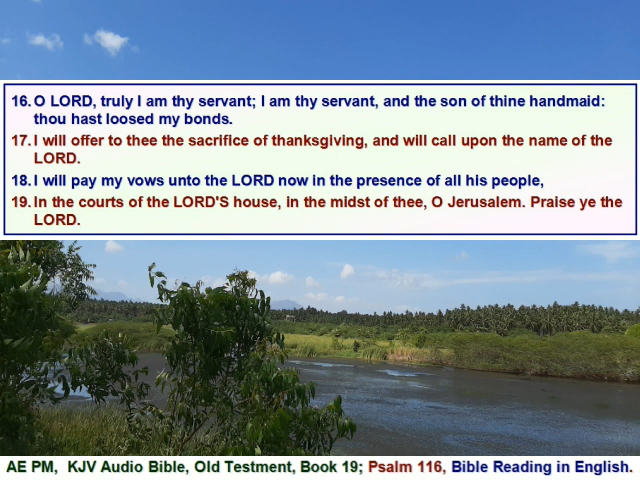 16. O LORD, truly I am thy servant; I am thy servant, and the son of thine handmaid:
thou hast loosed my bonds.
17. I will offer to thee the sacrifice of thanksgiving, and will call upon the name of the
LORD.
18. I will pay my vows unto the LORD now in the presence of all his people,
19. In the courts of the LORD'S house, in the midst of thee, O Jerusalem. Praise ye the
LORD.
AE PM, KJV Audio Bible, Old Testment, Book 19; Psalm 116, Bible Reading in English.